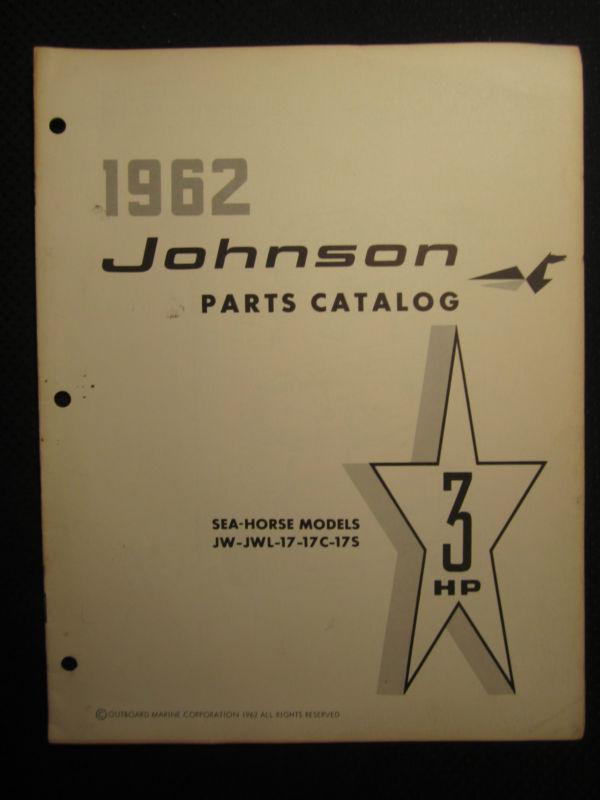 1962
Johnson
PARTS CATALOG
SEA-HORSE MODELS
JW-JWL-17-17C-17S
3
HP
©OUTBOARD MARINE CORPORATION 1962 ALL RIGHTS RESERVED